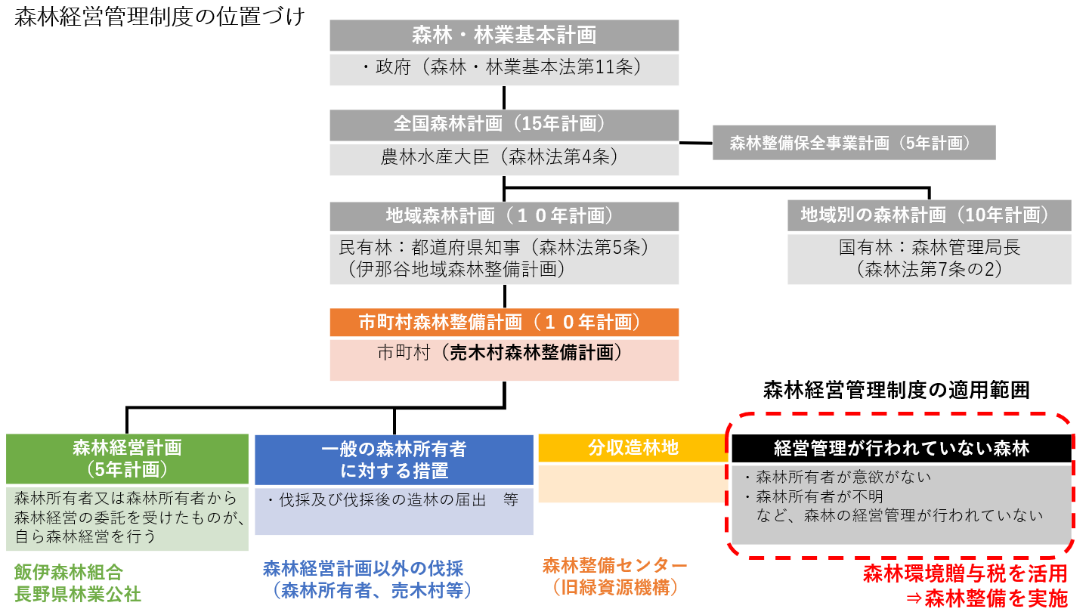 森林経営管理制度の位置づけ
森林・林業基本計画
・政府（森林・林業基本法第11条）
全国森林計画（15年計画）
農林水産大臣（森林法第4条）
森林整備保全事業計画（5年計画）
地域森林計画（１０年計画）
民有林：都道府県知事（森林法第5条）
（伊那谷地域森林整備計画）
地域別の森林計画（10年計画）
国有林：森林管理局長
（森林法第7条の2）
市町村森林整備計画（１０年計画）
市町村（売木村森林整備計画）
森林経営管理制度の適用範囲
森林経営計画
（5年計画）
森林所有者又は森林所有者から
森林経営の委託を受けたものが、
自ら森林経営を行う
飯伊森林組合
長野県林業公社
一般の森林所有者
に対する措置
・伐採及び伐採後の造林の届出　等
森林経営計画以外の伐採
（森林所有者、売木村等）
分収造林地
森林整備センター
（旧緑資源機構）
経営管理が行われていない森林
・森林所有者が意欲がない
・森林所有者が不明
など、森林の経営管理が行われていない
森林環境贈与税を活用
⇒森林整備を実施